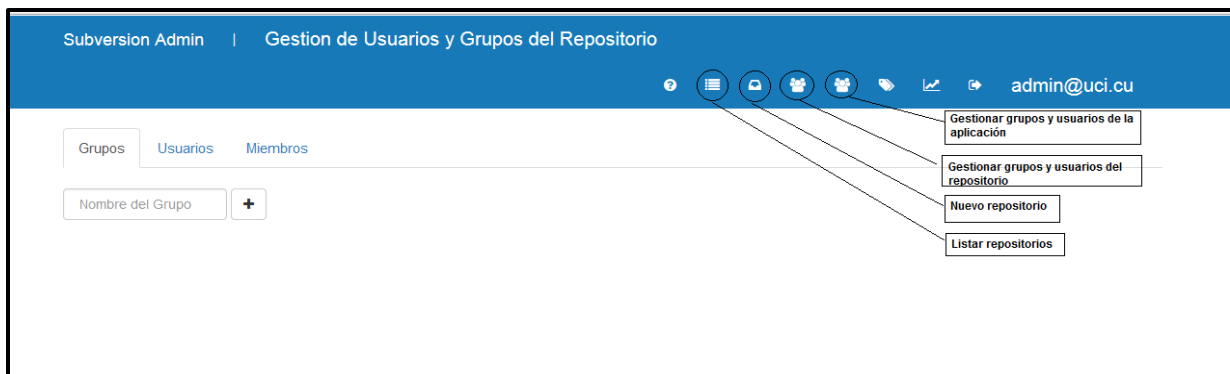 Subversion Admin | Gestion de Usuarios y Grupos del Repositorio
admin@uci.cu
Gestionar grupos y usuarios de la
aplicación
Grupos Usuarios Miembros
Gestionar grupos y usuarios del
repositorio
Nombre del Grupo
Nuevo repositorio
Listar repositorios